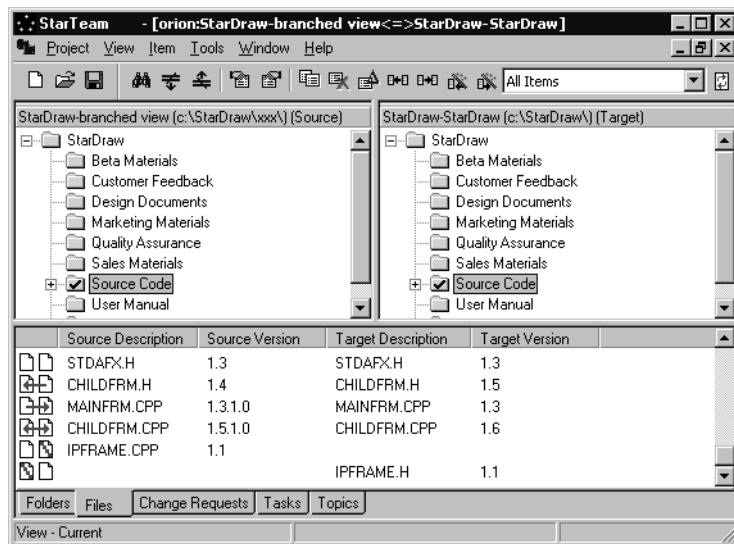 StarTeam - [orion:StarDraw-branched view<=>StarDraw-StarDraw]
Project View Item Tools Window Help
All Items
StarDraw-branched view (c:\StarDraw\xxx\) (Source) StarDraw-StarDraw (c:\StarDraw\) (Target)
StarDraw StarDraw
Beta Materials Beta Materials
Customer Feedback Customer Feedback
Design Documents Design Documents
Marketing Materials Marketing Materials
Quality Assurance Quality Assurance
Sales Materials Sales Materials
Source Code Source Code
User Manual User Manual
Source Description Source Version Target Description Target Version
STDAFX.H 1.3 STDAFX.H 1.3
CHILDFRM.H 1.4 CHILDFRM.H 1.5
MAINFRM.CPP 1.3.1.0 MAINFRM.CPP 1.3
CHILDFRM.CPP 1.5.1.0 CHILDFRM.CPP 1.6
IPFRAME.CPP 1.1
IPFRAME.H 1.1
Folders Files Change Requests Tasks Topics
View - Current